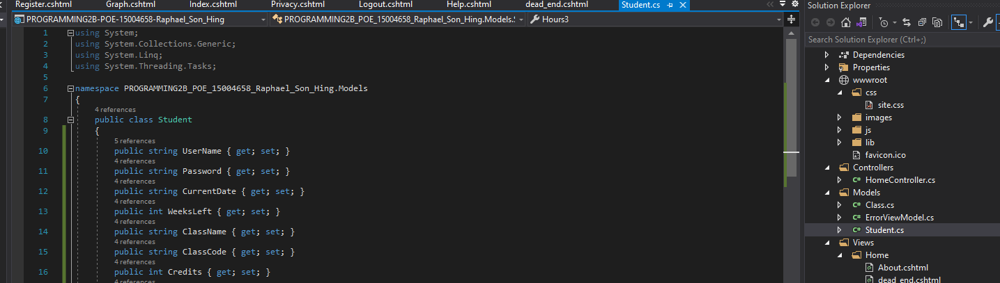 Register.cshtml Graph.cshtml Index.cshtml Privacy.cshtml Logout.cshtml Help.cshtml dead_end.cshtml Student.cs
PROGRAMMING2B-POE-15004658-Raphael_Son_Hing PROGRAMMING2B_POE_15004658_Raphael_Son_Hing.Models. Hours3
1 using System;
2 using System.Collections.Generic;
3 using System.Linq;
4 using System.Threading.Tasks;
5
6 namespace PROGRAMMING2B_POE_15004658_Raphael_Son_Hing.Models
7 {
4 references
8 public class Student
9 {
5 references
10 public string UserName { get; set; }
4 references
11 public string Password { get; set; }
4 references
12 public string CurrentDate { get; set; }
4 references
13 public int WeeksLeft { get; set; }
4 references
14 public string ClassName { get; set; }
4 references
15 public string ClassCode { get; set; }
4 references
16 public int Credits { get; set; }
4 references
Solution Explorer
Search Solution Explorer (Ctrl+;)
Dependencies
Properties
wwwroot
css
site.css
images
js
lib
favicon.ico
Controllers
C# HomeController.cs
Models
C# Class.cs
C# ErrorViewModel.cs
C# Student.cs
Views
Home
About.cshtml
dead_end.cshtml